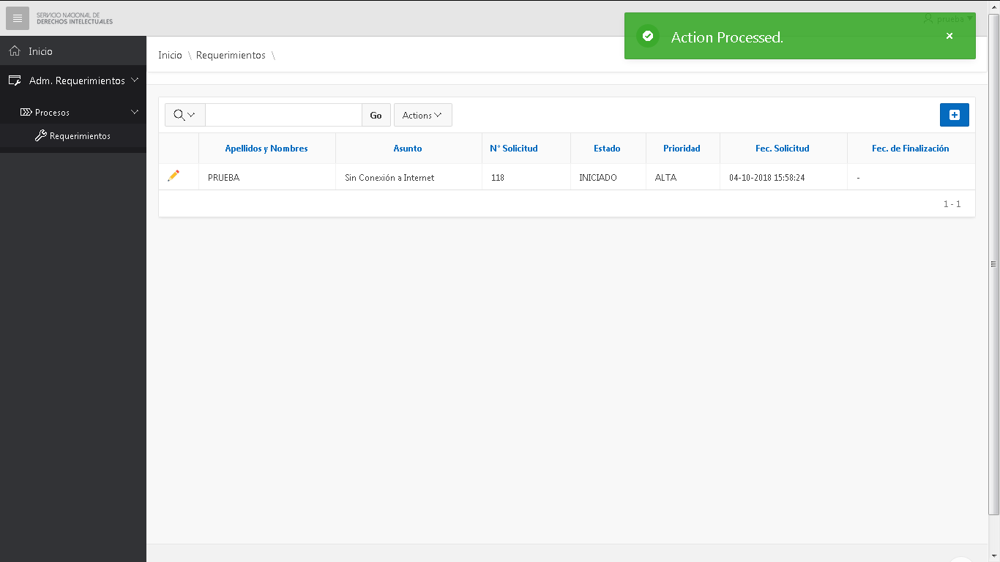 SERVICIO NACIONAL DE
DERECHOS INTELECTUALES
prueba
Action Processed.
Inicio
Adm. Requerimientos
Procesos
Requerimientos
Inicio \ Requerimientos \
Go
Actions
Apellidos y Nombres Asunto N° Solicitud Estado Prioridad Fec. Solicitud Fec. de Finalización
PRUEBA Sin Conexión a Internet 118 INICIADO ALTA 04-10-2018 15:58:24 -
1 - 1